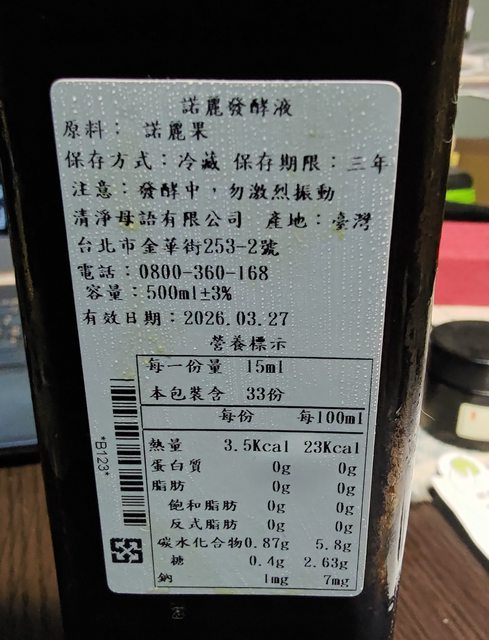 諾麗發酵液
原料： 諾麗果
保存方式：冷藏 保存期限：三年
注意：發酵中，勿激烈振動
清淨母語有限公司 產地：臺灣
台北市金華街253-2號
電話：0800-360-168
容量：500ml±3%
有效日期：2026.03.27
營養標示
每一份量 15ml
本包裝含 33份
每份 每100ml
熱量 3.5Kcal 23Kcal
蛋白質 0g 0g
脂肪 0g 0g
飽和脂肪 0g 0g
反式脂肪 0g 0g
碳水化合物 0.87g 5.8g
糖 0.4g 2.63g
鈉 1mg 7mg
*B123*